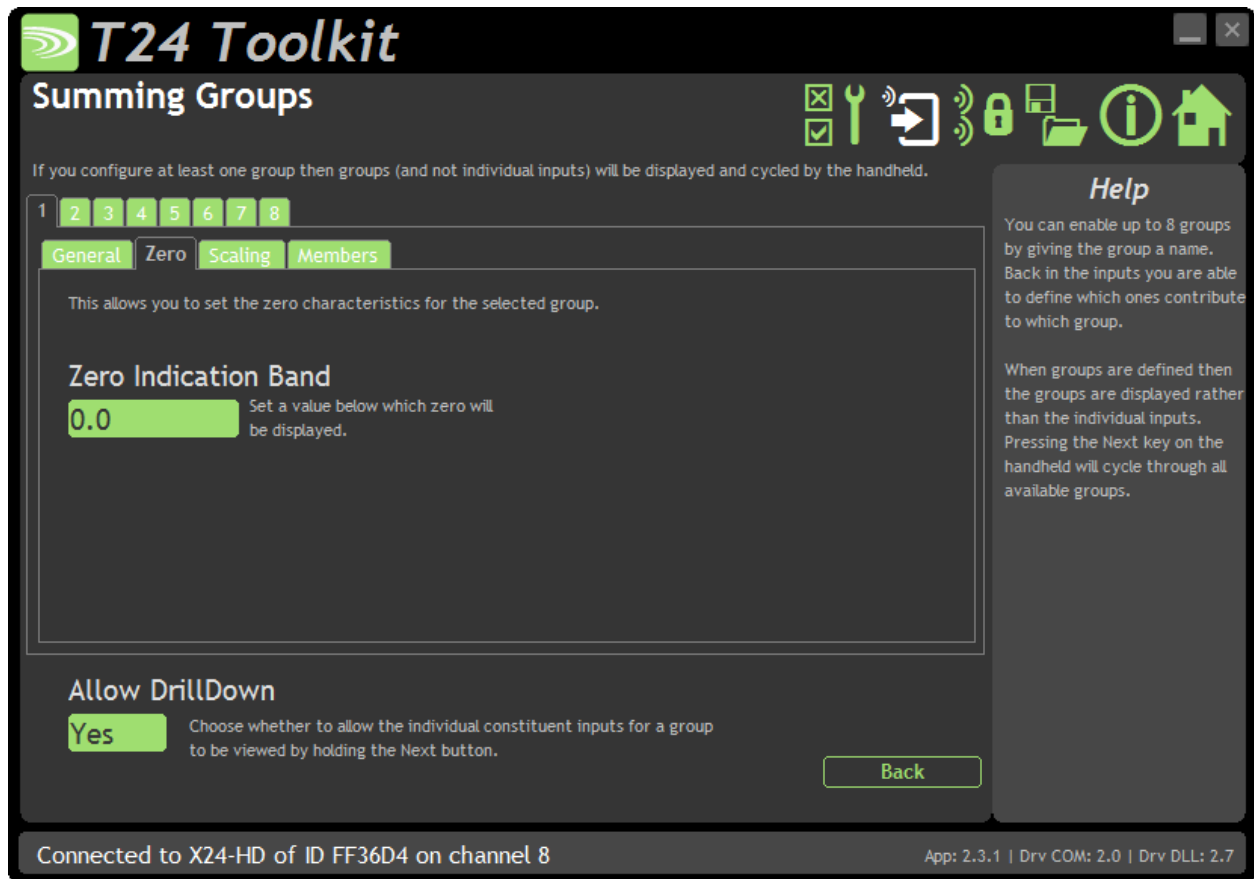 T24 Toolkit
Summing Groups
If you configure at least one group then groups (and not individual inputs) will be displayed and cycled by the handheld.
1 2 3 4 5 6 7 8
General Zero Scaling Members
This allows you to set the zero characteristics for the selected group.
Zero Indication Band
0.0
Set a value below which zero will
be displayed.
Allow DrillDown
Yes
Choose whether to allow the individual constituent inputs for a group
to be viewed by holding the Next button.
Back
Help
You can enable up to 8 groups
by giving the group a name.
Back in the inputs you are able
to define which ones contribute
to which group.
When groups are defined then
the groups are displayed rather
than the individual inputs.
Pressing the Next key on the
handheld will cycle through all
available groups.
Connected to X24-HD of ID FF36D4 on channel 8
App: 2.3.1 | Drv COM: 2.0 | Drv DLL: 2.7